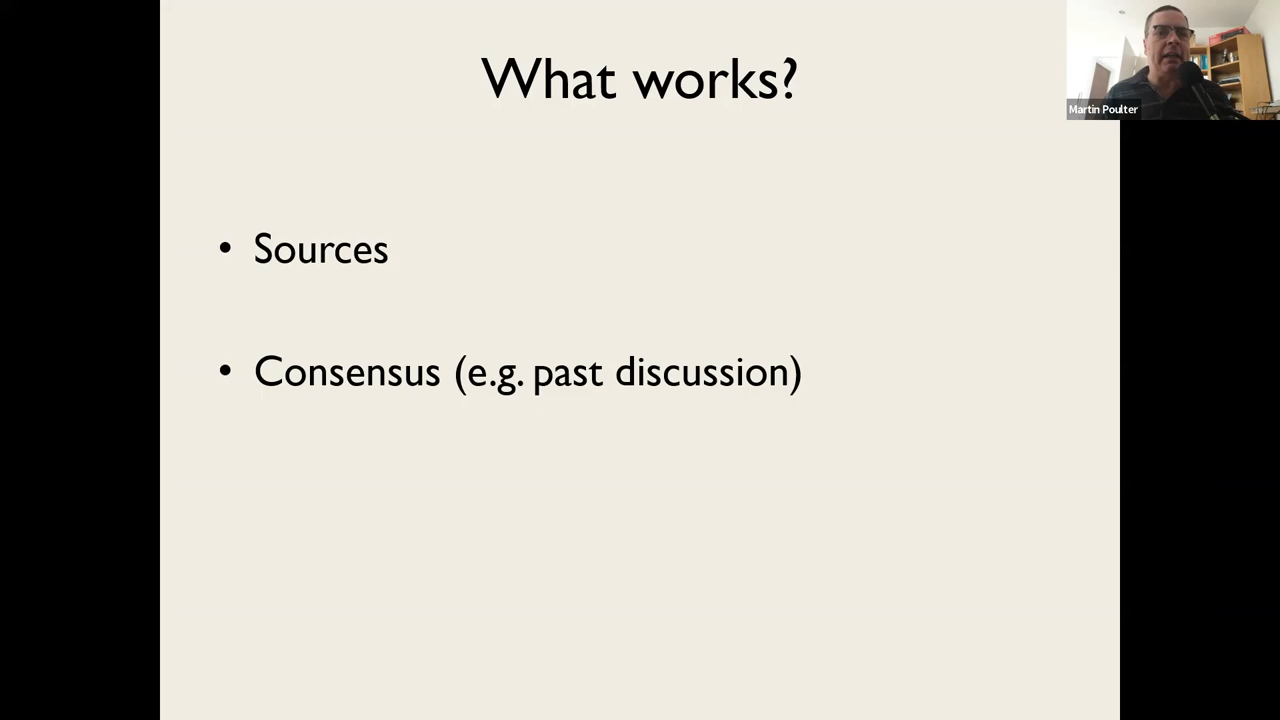 What works?
Martin Poulter
• Sources
• Consensus (e.g. past discussion)